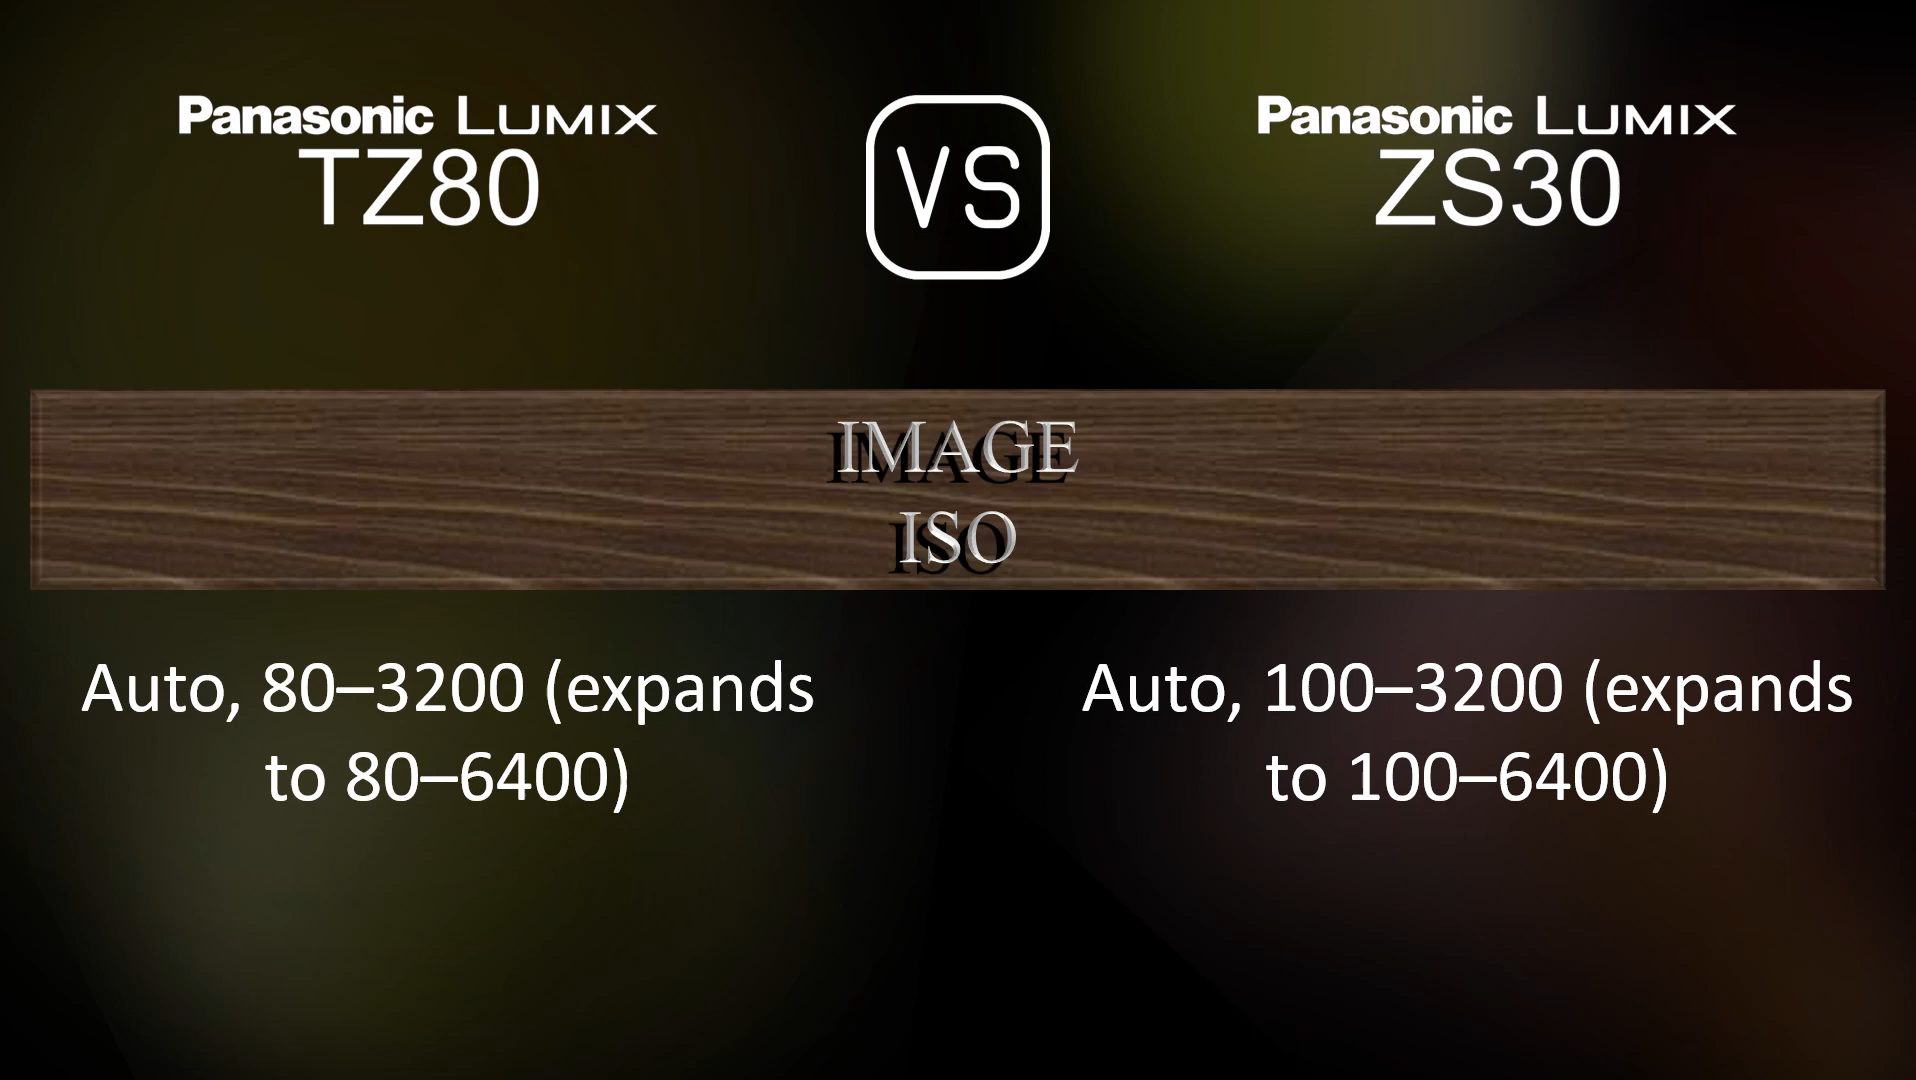 Panasonic LUMIX
TZ80
VS
Panasonic LUMIX
ZS30
IMAGE
ISO
Auto, 80–3200 (expands
to 80–6400)
Auto, 100–3200 (expands
to 100–6400)